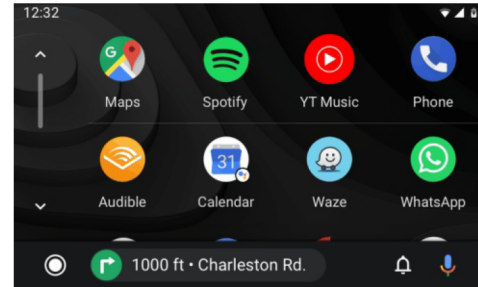 12:32
G
Maps Spotify YT Music Phone
31
Audible Calendar Waze WhatsApp
1000 ft • Charleston Rd.